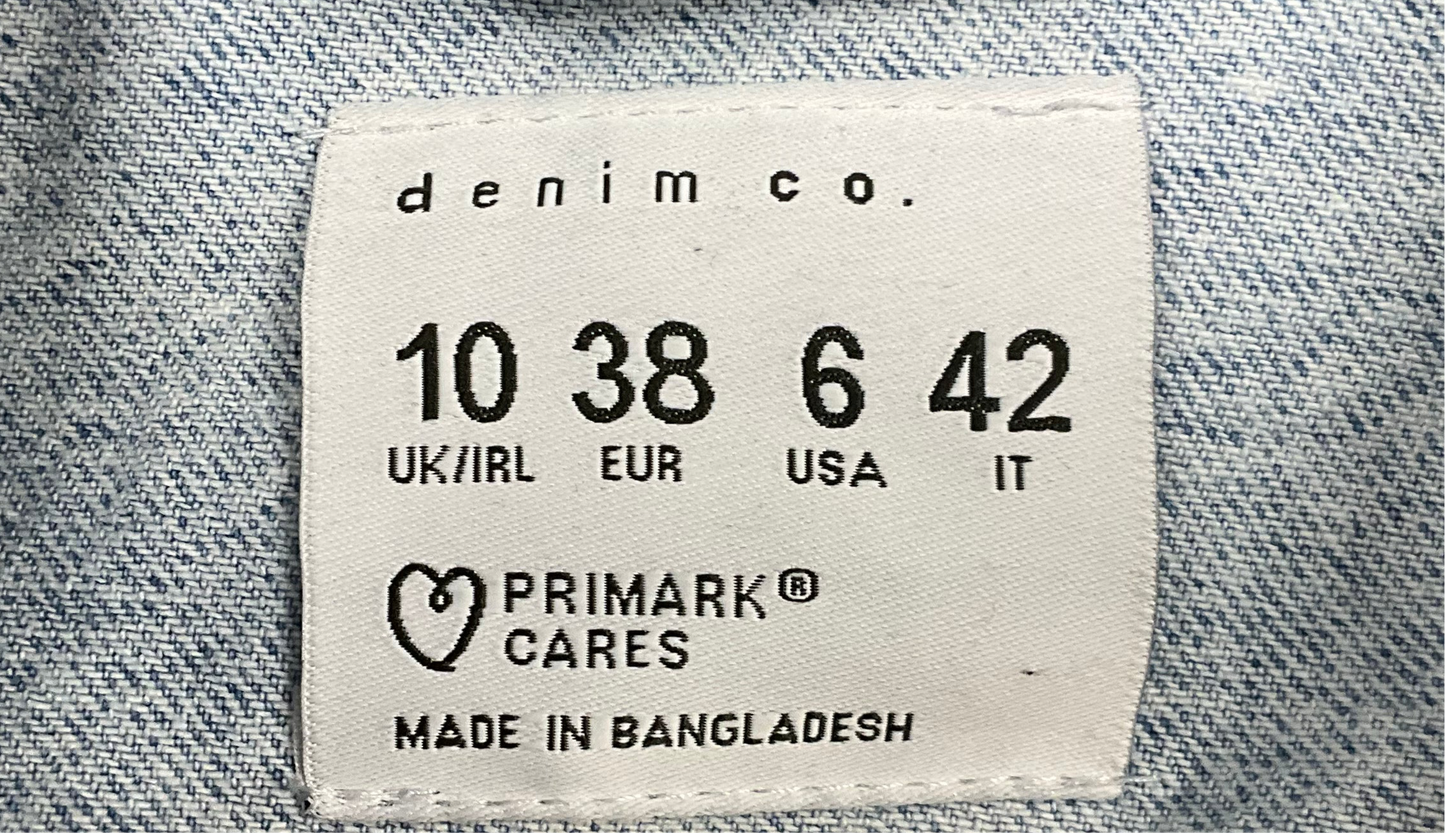 denim co.
10 38 6 42
UK/IRL EUR USA IT
PRIMARK®
CARES
MADE IN BANGLADESH